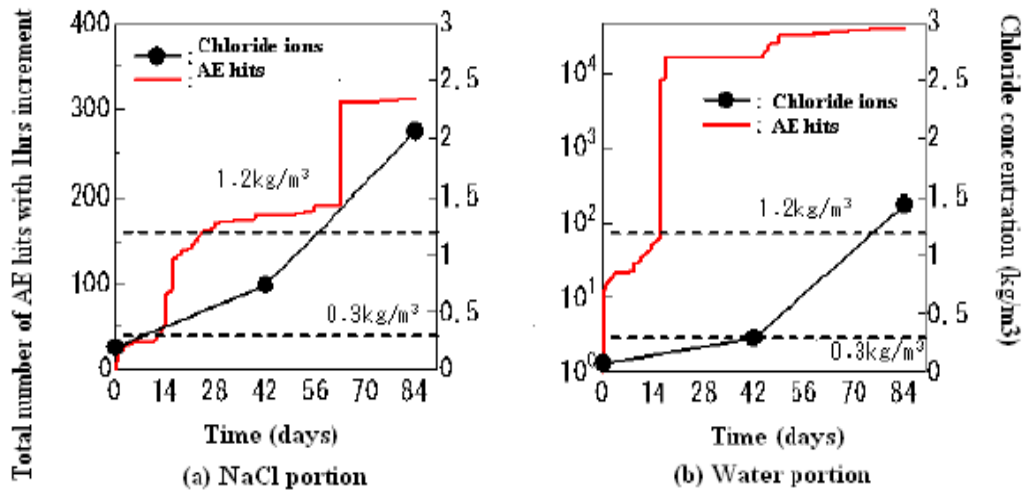 Total number of AE hits with 1hrs increment
400
300
200
100
0
3
2.5
2
1.5
1
0.5
0
: Chloride ions
: AE hits
1.2kg/m³
0.3kg/m³
0 14 28 42 56 70 84
Time (days)
(a) NaCl portion
10⁴
10³
10²
10¹
10⁰
3
2.5
2
1.5
1
0.5
0
: Chloride ions
: AE hits
1.2kg/m³
0.3kg/m³
0 14 28 42 56 70 84
Time (days)
(b) Water portion
Chloride concentration (kg/m3)